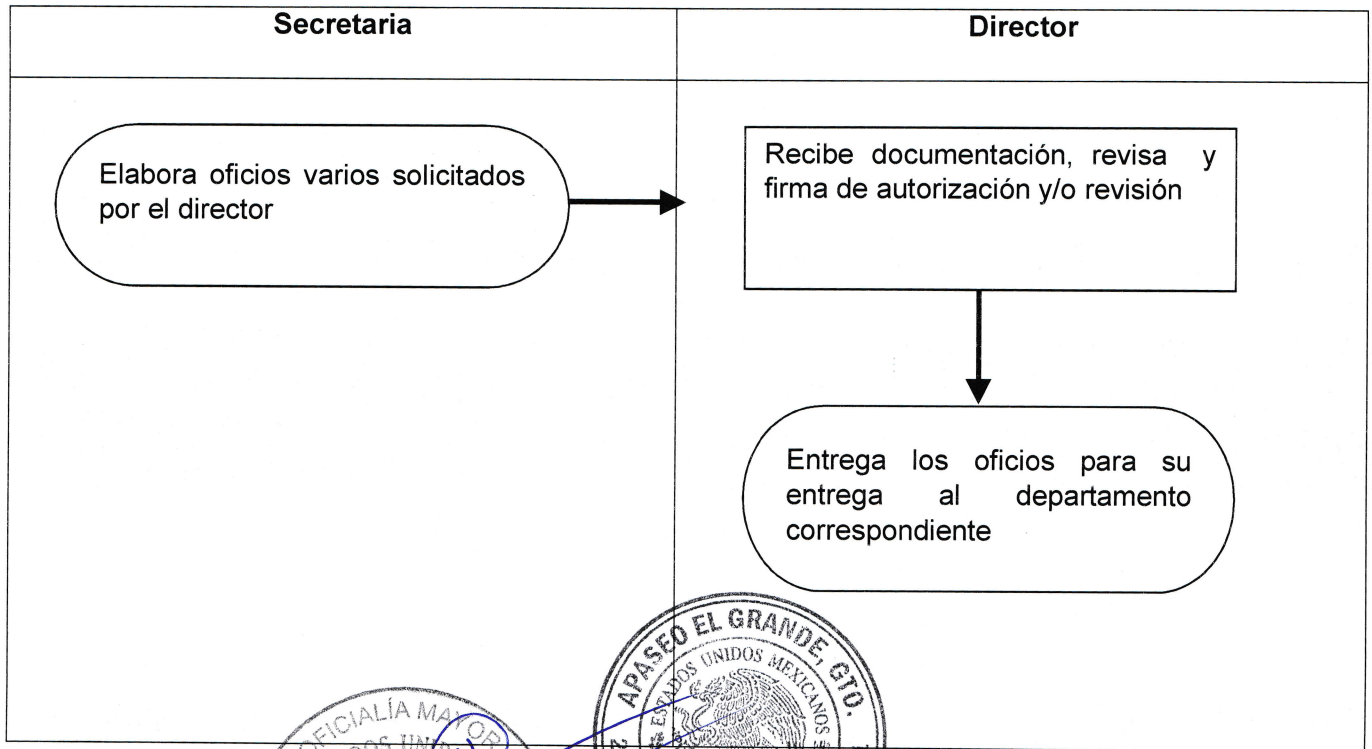 Secretaria
Director
Elabora oficios varios solicitados
por el director
Recibe documentación, revisa y
firma de autorización y/o revisión
Entrega los oficios para su
entrega al departamento
correspondiente
APASEO EL GRANDE, GTO.
ESTADOS UNIDOS MEXICANOS
OFICIALÍA MAYOR